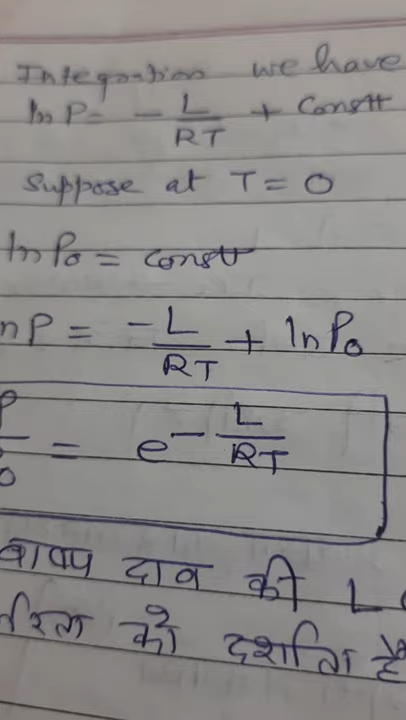 Integration we have
ln P = - L/RT + Constt
Suppose at T = 0
ln P₀ = constt
nP = -L/RT + ln P₀
= e^(-L/RT)
वाष्प दाब की L
को दर्शाता है